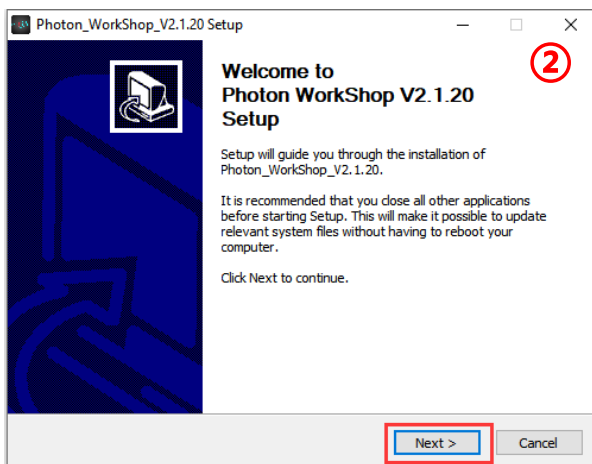 Photon_WorkShop_V2.1.20 Setup
②
Welcome to
Photon WorkShop V2.1.20
Setup
Setup will guide you through the installation of
Photon_WorkShop_V2.1.20.
It is recommended that you close all other applications
before starting Setup. This will make it possible to update
relevant system files without having to reboot your
computer.
Click Next to continue.
Next >
Cancel